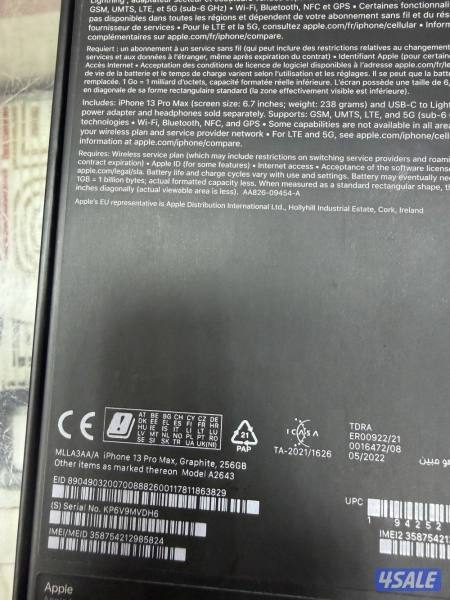 GSM, UMTS, LTE, et 5G (sub-6 GHz) • Wi-Fi, Bluetooth, NFC et GPS • Certaines fonctionnali
pas disponibles dans toutes les régions et dépendent de votre abonnement sans fil et du rés
fournisseur de services • Pour le LTE et la 5G, consultez apple.com/fr/iphone/cellular • Inform
complémentaires sur apple.com/fr/iphone/compare.
Requiert : un abonnement à un service sans fil (qui peut inclure des restrictions relatives au changement
services et aux données à l'étranger, même après expiration du contrat) • Identifiant Apple (pour certaine
Accès Internet • Acceptation des conditions de licence de logiciel disponibles à l'adresse apple.com/fr/le
de vie de la batterie et le temps de charge varient selon l'utilisation et les réglages. Il se peut que la batt
remplacée. 1 Go = 1 milliard d'octets, capacité formatée réelle inférieure. L'écran possède une taille de 6,
en diagonale de sa forme rectangulaire standard (la zone effectivement visible est inférieure).
Includes: iPhone 13 Pro Max (screen size: 6.7 inches; weight: 238 grams) and USB-C to Light
power adapter and headphones sold separately. Supports: GSM, UMTS, LTE, and 5G (sub-6
technologies • Wi-Fi, Bluetooth, NFC, and GPS • Some capabilities are not available in all area
your wireless plan and service provider network • For LTE and 5G, see apple.com/iphone/cell
information at apple.com/iphone/compare.
Requires: Wireless service plan (which may include restrictions on switching service providers and roami
contract expiration) • Apple ID (for some features) • Internet access • Acceptance of the software license
apple.com/legal/sla. Battery life and charge cycles vary with use and settings. Battery may eventually nee
1GB = 1 billion bytes; actual formatted capacity less. When measured as a standard rectangular shape, th
inches diagonally (actual viewable area is less). AA826-09454-A
Apple's EU representative is Apple Distribution International Ltd., Hollyhill Industrial Estate, Cork, Ireland
CE
AT BE BG CH CY CZ DE
DK EE EL ES FI FR HR
HU IE IS IT LI LT LU
LV MT NL NO PL PT RO
SE SI SK TR UA UK(NI)
21
PAP
ICASA
TA-2021/1626
TDRA
ER00922/21
0016472/08
05/2022
MLLA3AA/A iPhone 13 Pro Max, Graphite, 256GB
Other items as marked thereon Model A2643
EID 89049032007008882600117811863829
(S) Serial No. KP6V9MVDH6
IMEI/MEID 358754212985824
UPC
1 94252
IMEI2 35875421
Apple
4SALE